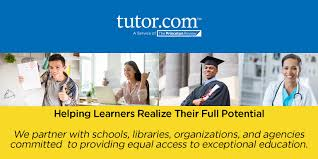 tutor.com™
A Service of The Princeton Review
Helping Learners Realize Their Full Potential
We partner with schools, libraries, organizations, and agencies
committed to providing equal access to exceptional education.